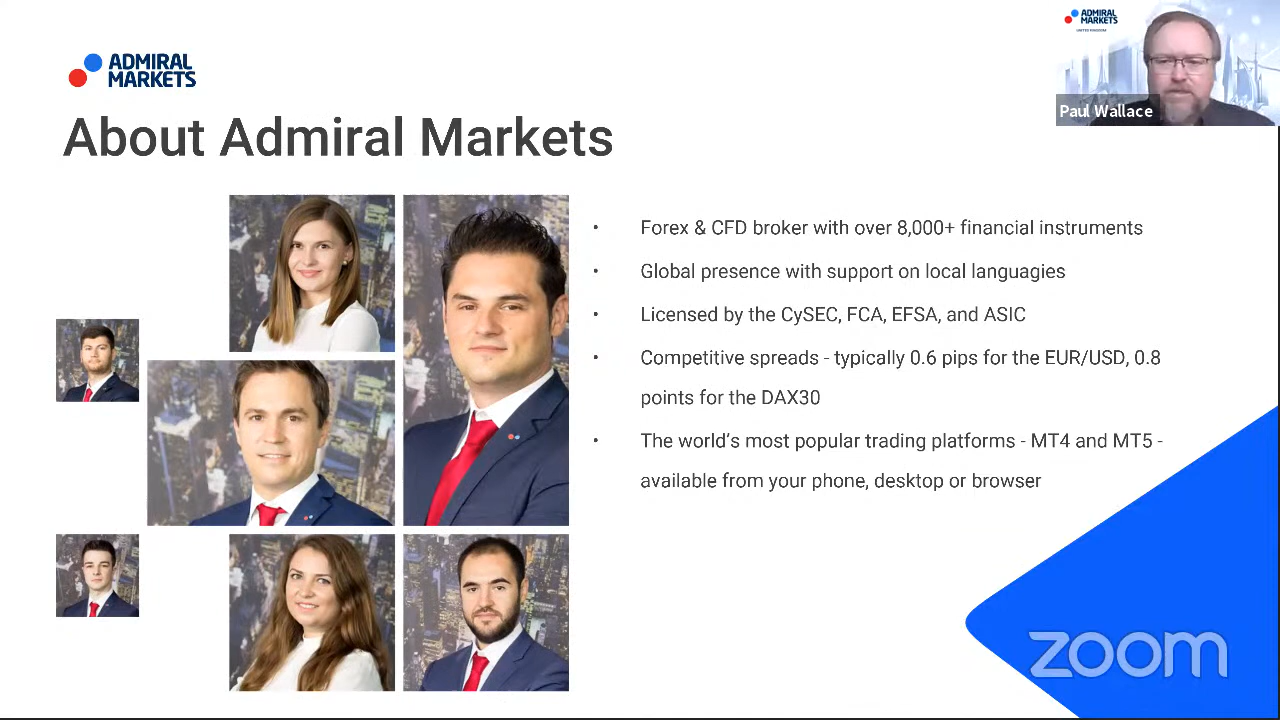 ADMIRAL
MARKETS
UNITED KINGDOM
Paul Wallace
ADMIRAL
MARKETS
About Admiral Markets
• Forex & CFD broker with over 8,000+ financial instruments
• Global presence with support on local languagies
• Licensed by the CySEC, FCA, EFSA, and ASIC
• Competitive spreads - typically 0.6 pips for the EUR/USD, 0.8
points for the DAX30
• The world's most popular trading platforms - MT4 and MT5 -
available from your phone, desktop or browser
zoom